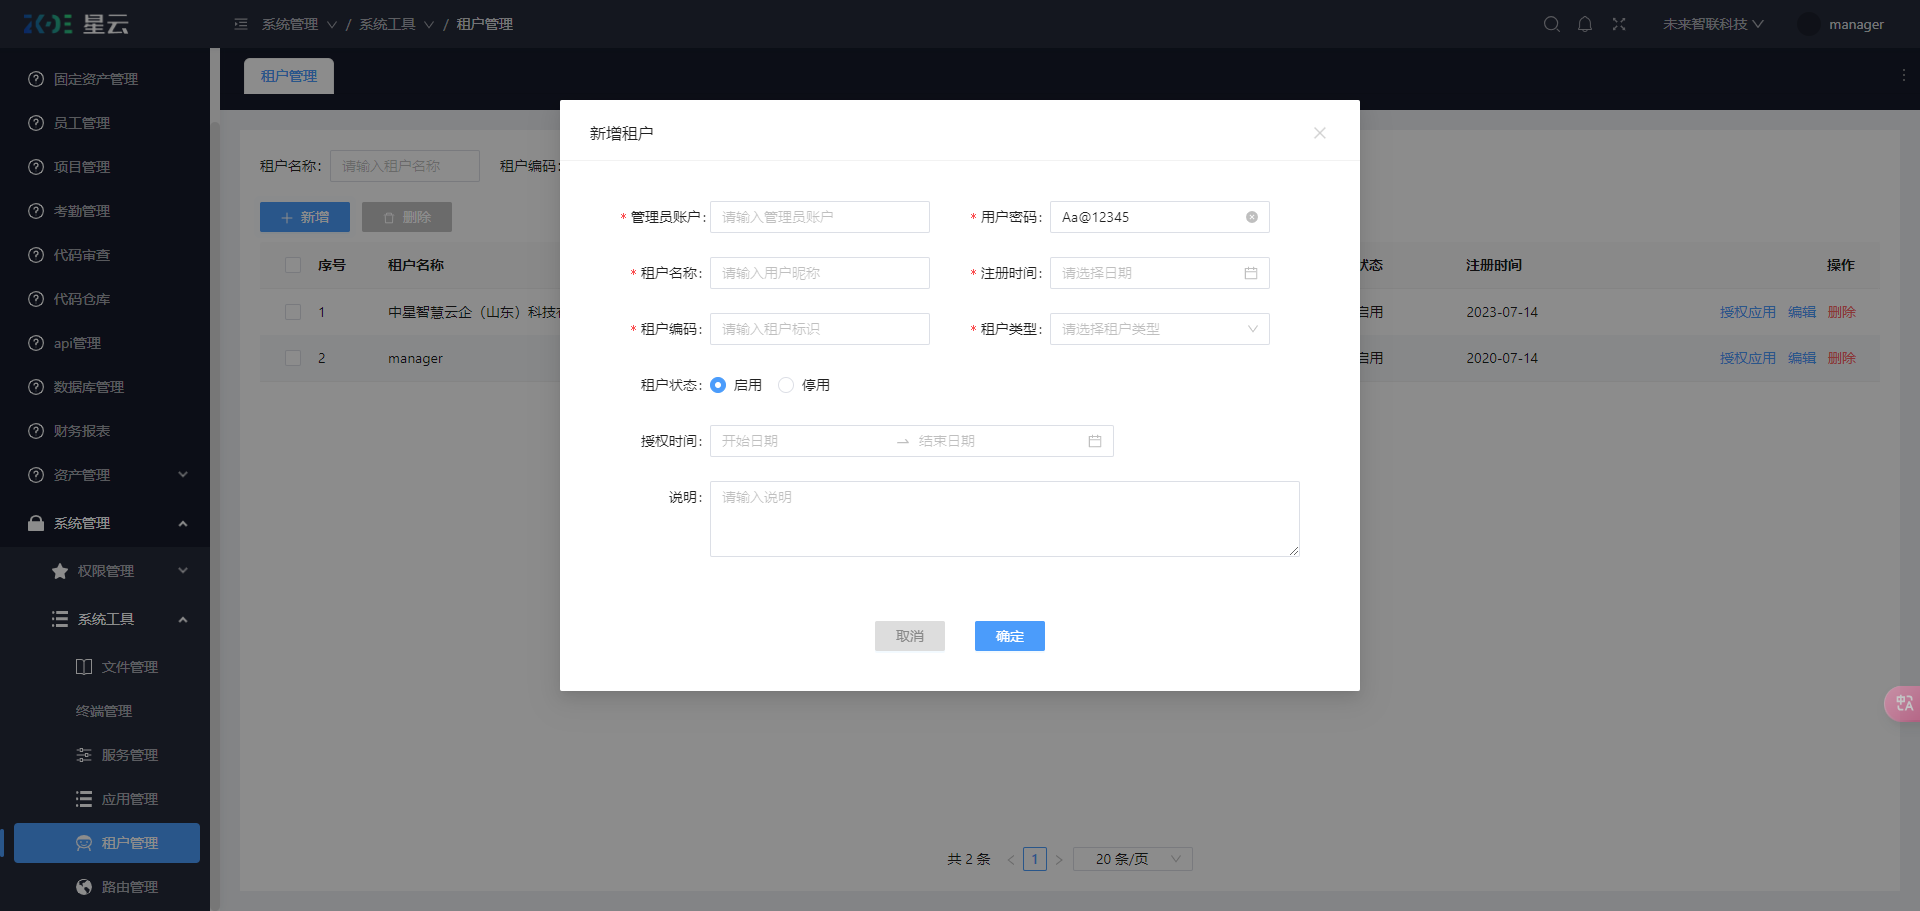 星云
系统管理 / 系统工具 / 租户管理
未来智联科技
manager
固定资产管理
员工管理
项目管理
考勤管理
代码审查
代码仓库
api管理
数据库管理
财务报表
资产管理
系统管理
权限管理
系统工具
文件管理
终端管理
服务管理
应用管理
租户管理
路由管理
租户管理
租户名称: 请输入租户名称 租户编码:
新增 删除
序号 租户名称 状态 注册时间 操作
1 中星智慧云企（山东）科技 启用 2023-07-14 授权应用 编辑 删除
2 manager 启用 2020-07-14 授权应用 编辑 删除
共 2 条 1 20 条/页
新增租户
* 管理员账户: 请输入管理员账户 * 用户密码: Aa@12345
* 租户名称: 请输入用户昵称 * 注册时间: 请选择日期
* 租户编码: 请输入租户标识 * 租户类型: 请选择租户类型
租户状态: 启用 停用
授权时间: 开始日期 结束日期
说明: 请输入说明
取消 确定